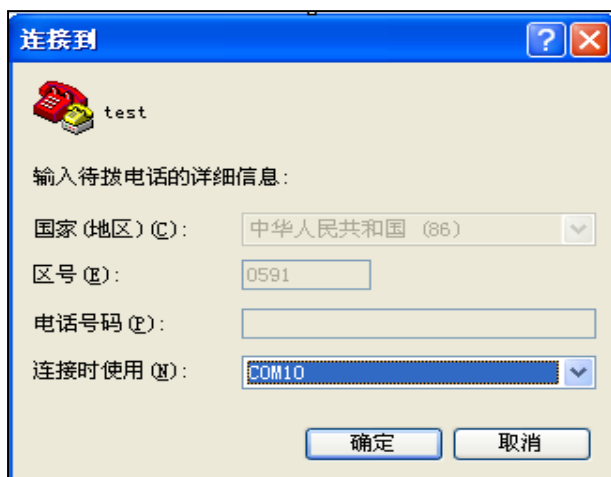 连接到
test
输入待拨电话的详细信息:
国家(地区)(C): 中华人民共和国 (86)
区号(E): 0591
电话号码(P):
连接时使用(N): COM10
确定 取消